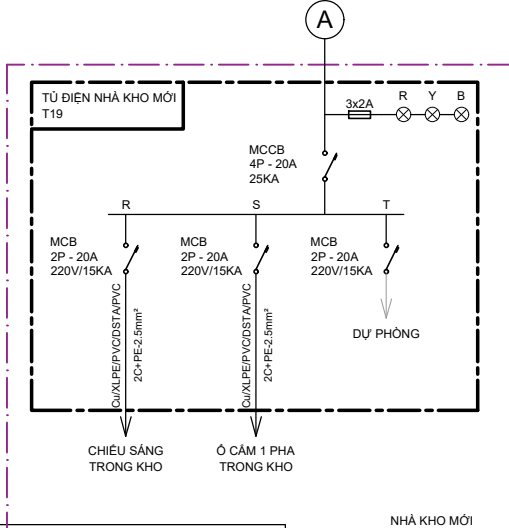 A
TỦ ĐIỆN NHÀ KHO MỚI
T19
3x2A
R Y B
MCCB
4P - 20A
25KA
R S T
MCB
2P - 20A
220V/15KA
MCB
2P - 20A
220V/15KA
MCB
2P - 20A
220V/15KA
Cu/XLPE/PVC/DSTA/PVC
2C+PE-2.5mm²
Cu/XLPE/PVC/DSTA/PVC
2C+PE-2.5mm²
DỰ PHÒNG
CHIẾU SÁNG
TRONG KHO
Ổ CẮM 1 PHA
TRONG KHO
NHÀ KHO MỚI